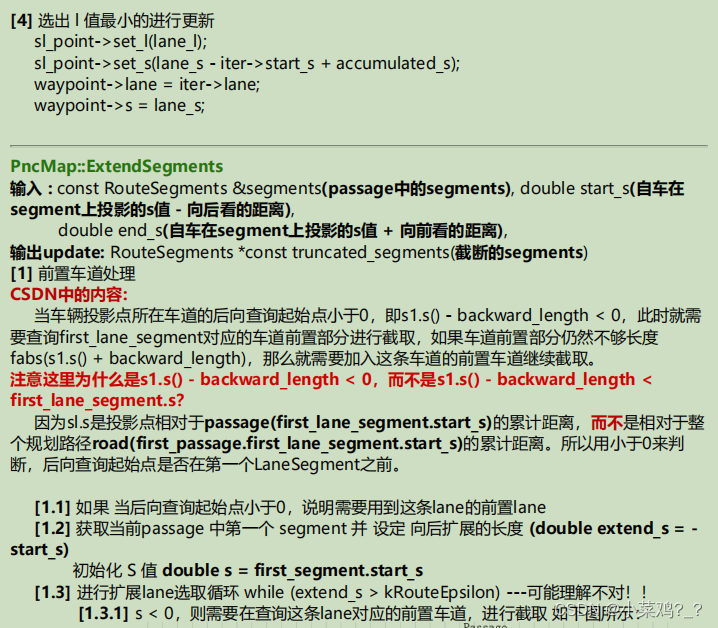 [4] 选出 l 值最小的进行更新
sl_point->set_l(lane_l);
sl_point->set_s(lane_s - iter->start_s + accumulated_s);
waypoint->lane = iter->lane;
waypoint->s = lane_s;
PncMap::ExtendSegments
输入 : const RouteSegments &segments(passage中的segments), double start_s(自车在
segment上投影的s值 - 向后看的距离),
double end_s(自车在segment上投影的s值 + 向前看的距离),
输出update: RouteSegments *const truncated_segments(截断的segments)
[1] 前置车道处理
CSDN中的内容:
当车辆投影点所在车道的后向查询起始点小于0，即s1.s() - backward_length < 0，此时就需
要查询first_lane_segment对应的车道前置部分进行截取，如果车道前置部分仍然不够长度
fabs(s1.s() + backward_length)，那么就需要加入这条车道的前置车道继续截取。
注意这里为什么是s1.s() - backward_length < 0，而不是s1.s() - backward_length <
first_lane_segment.s?
因为sl.s是投影点相对于passage(first_lane_segment.start_s)的累计距离，而不是相对于整
个规划路径road(first_passage.first_lane_segment.start_s)的累计距离。所以用小于0来判
断，后向查询起始点是否在第一个LaneSegment之前。
[1.1] 如果 当后向查询起始点小于0，说明需要用到这条lane的前置lane
[1.2] 获取当前passage 中第一个 segment 并 设定 向后扩展的长度 (double extend_s = -
start_s)
初始化 S 值 double s = first_segment.start_s
[1.3] 进行扩展lane选取循环 while (extend_s > kRouteEpsilon) ---可能理解不对！！
[1.3.1] s < 0，则需要在查询这条lane对应的前置车道，进行截取 如下图所示:
CSDN @小菜鸡?_?
Passage